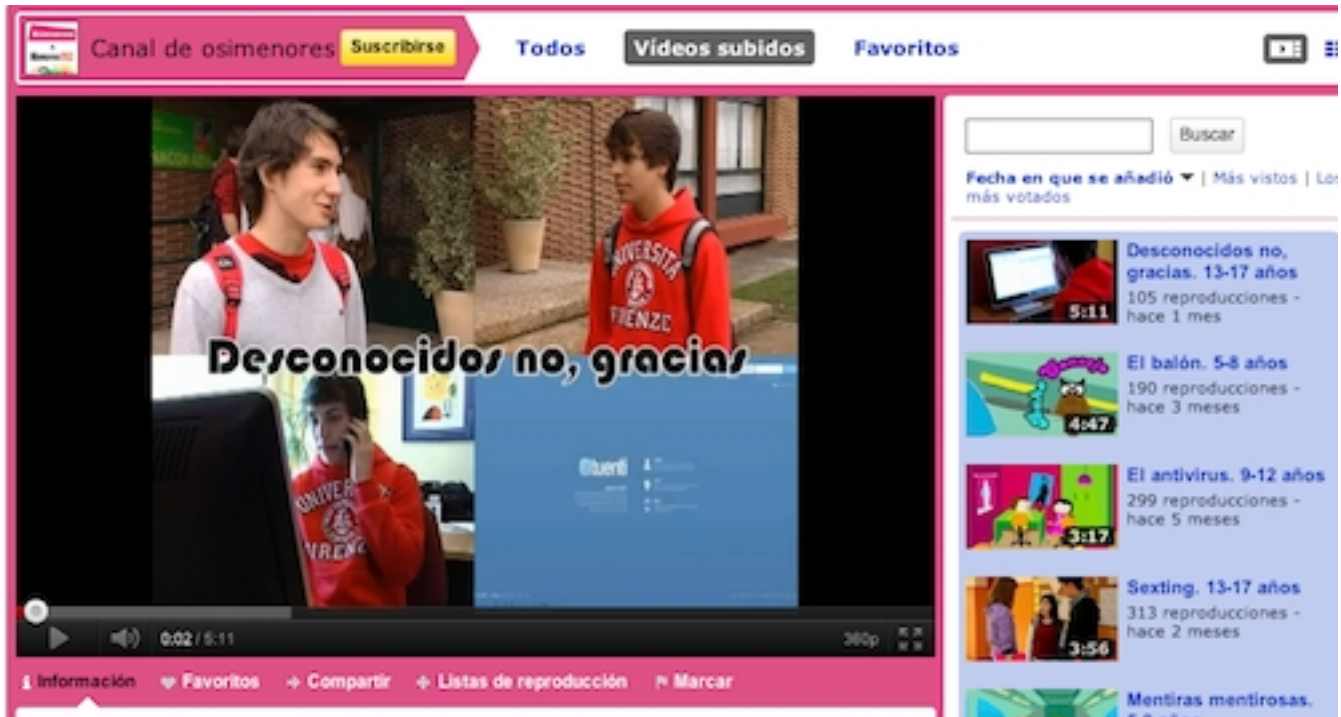 Canal de osimenores
Suscribirse
Todos
Vídeos subidos
Favoritos
UNIVERSITÀ
FIRENZE
Desconocidos no, gracias
UNIVER
FIRENZE
tuenti
0:02 / 5:11
360p
Información
Favoritos
Compartir
Listas de reproducción
Marcar
Buscar
Fecha en que se añadió ▼ | Más vistos | Los
más votados
5:11
Desconocidos no,
gracias. 13-17 años
105 reproducciones -
hace 1 mes
4:47
El balón. 5-8 años
190 reproducciones -
hace 3 meses
3:17
El antivirus. 9-12 años
299 reproducciones -
hace 5 meses
3:56
Sexting. 13-17 años
313 reproducciones -
hace 2 meses
Mentiras mentirosas.